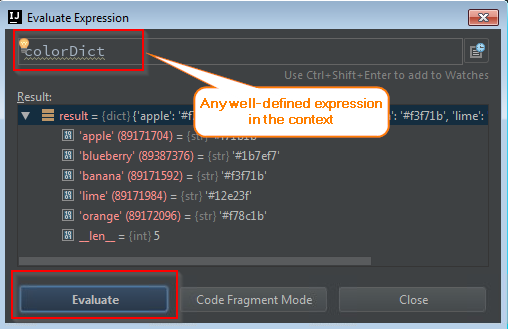 Evaluate Expression
colorDict
Use Ctrl+Shift+Enter to add to Watches
Any well-defined expression
in the context
Result:
result = {dict} {'apple': '#f7 '#f3f71b', 'lime':
'apple' (89171704) = {str}
'blueberry' (89387376) = {str} '#1b7ef7'
'banana' (89171592) = {str} '#f3f71b'
'lime' (89171984) = {str} '#12e23f'
'orange' (89172096) = {str} '#f78c1b'
__len__ = {int} 5
Evaluate
Code Fragment Mode
Close